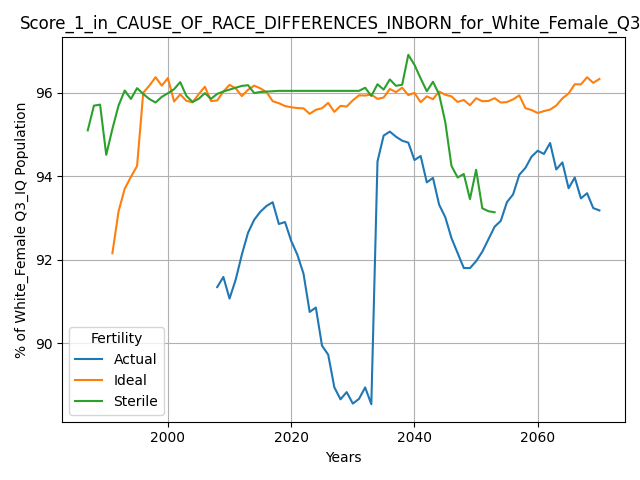 Score_1_in_CAUSE_OF_RACE_DIFFERENCES_INBORN_for_White_Female_Q3
% of White_Female Q3_IQ Population
96
94
92
90
Fertility
Actual
Ideal
Sterile
2000 2020 2040 2060
Years